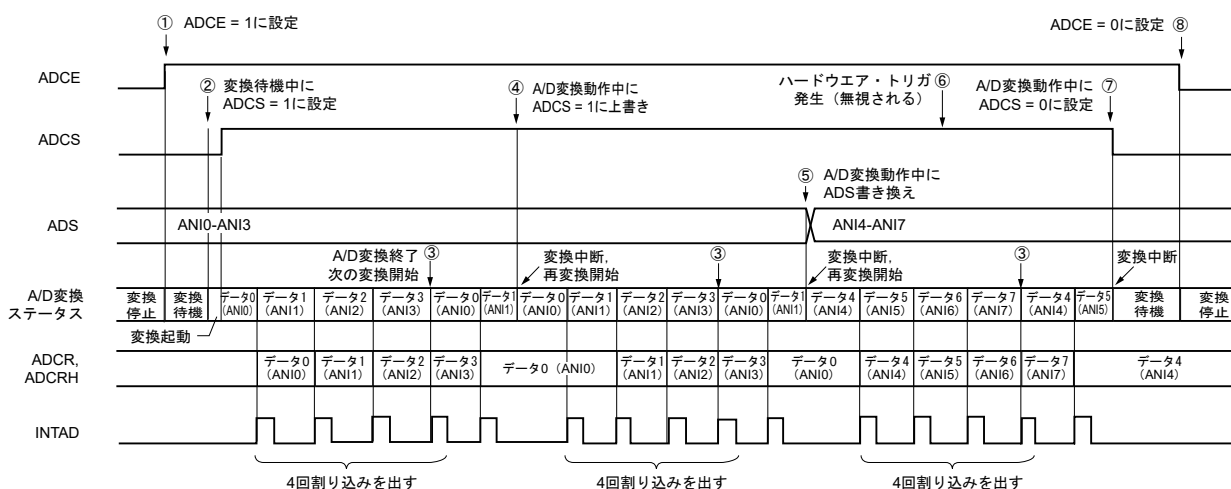 ① ADCE = 1に設定
ADCE = 0に設定 ⑧
ADCE
② 変換待機中に
ADCS = 1に設定
④ A/D変換動作中に
ADCS = 1に上書き
ハードウエア・トリガ ⑥
発生（無視される）
A/D変換動作中に ⑦
ADCS = 0に設定
ADCS
⑤ A/D変換動作中に
ADS書き換え
ADS
ANI0-ANI3
ANI4-ANI7
A/D変換終了 ③
次の変換開始
変換中断,
再変換開始
③
変換中断,
再変換開始
③
変換中断
A/D変換
ステータス
変換
停止
変換
待機
データ0
(ANI0)
データ1
(ANI1)
データ2
(ANI2)
データ3
(ANI3)
データ0
(ANI0)
データ1
(ANI1)
データ0
(ANI0)
データ1
(ANI1)
データ2
(ANI2)
データ3
(ANI3)
データ0
(ANI0)
データ1
(ANI1)
データ4
(ANI4)
データ5
(ANI5)
データ6
(ANI6)
データ7
(ANI7)
データ4
(ANI4)
データ5
(ANI5)
変換
待機
変換
停止
変換起動
ADCR,
ADCRH
データ0
(ANI0)
データ1
(ANI1)
データ2
(ANI2)
データ3
(ANI3)
データ0 (ANI0)
データ1
(ANI1)
データ2
(ANI2)
データ3
(ANI3)
データ0
(ANI0)
データ4
(ANI4)
データ5
(ANI5)
データ6
(ANI6)
データ7
(ANI7)
データ4
(ANI4)
INTAD
4回割り込みを出す
4回割り込みを出す
4回割り込みを出す